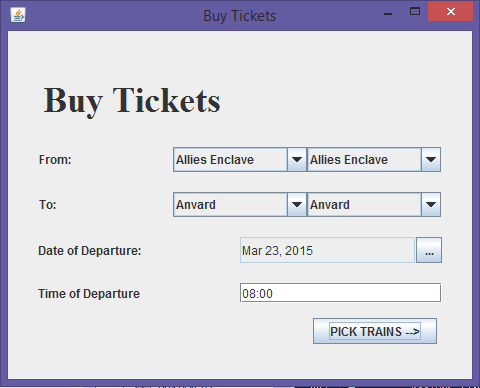 Buy Tickets
Buy Tickets
From: Allies Enclave Allies Enclave
To: Anvard Anvard
Date of Departure: Mar 23, 2015 ...
Time of Departure 08:00
PICK TRAINS -->